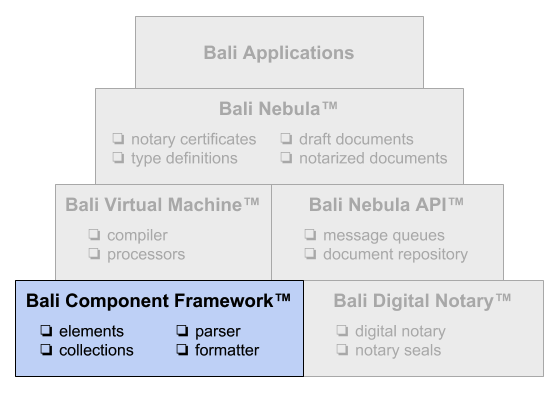 Bali Applications
Bali Nebula™
❏ notary certificates ❏ draft documents
❏ type definitions ❏ notarized documents
Bali Virtual Machine™
❏ compiler
❏ processors
Bali Nebula API™
❏ message queues
❏ document repository
Bali Component Framework™
❏ elements ❏ parser
❏ collections ❏ formatter
Bali Digital Notary™
❏ digital notary
❏ notary seals